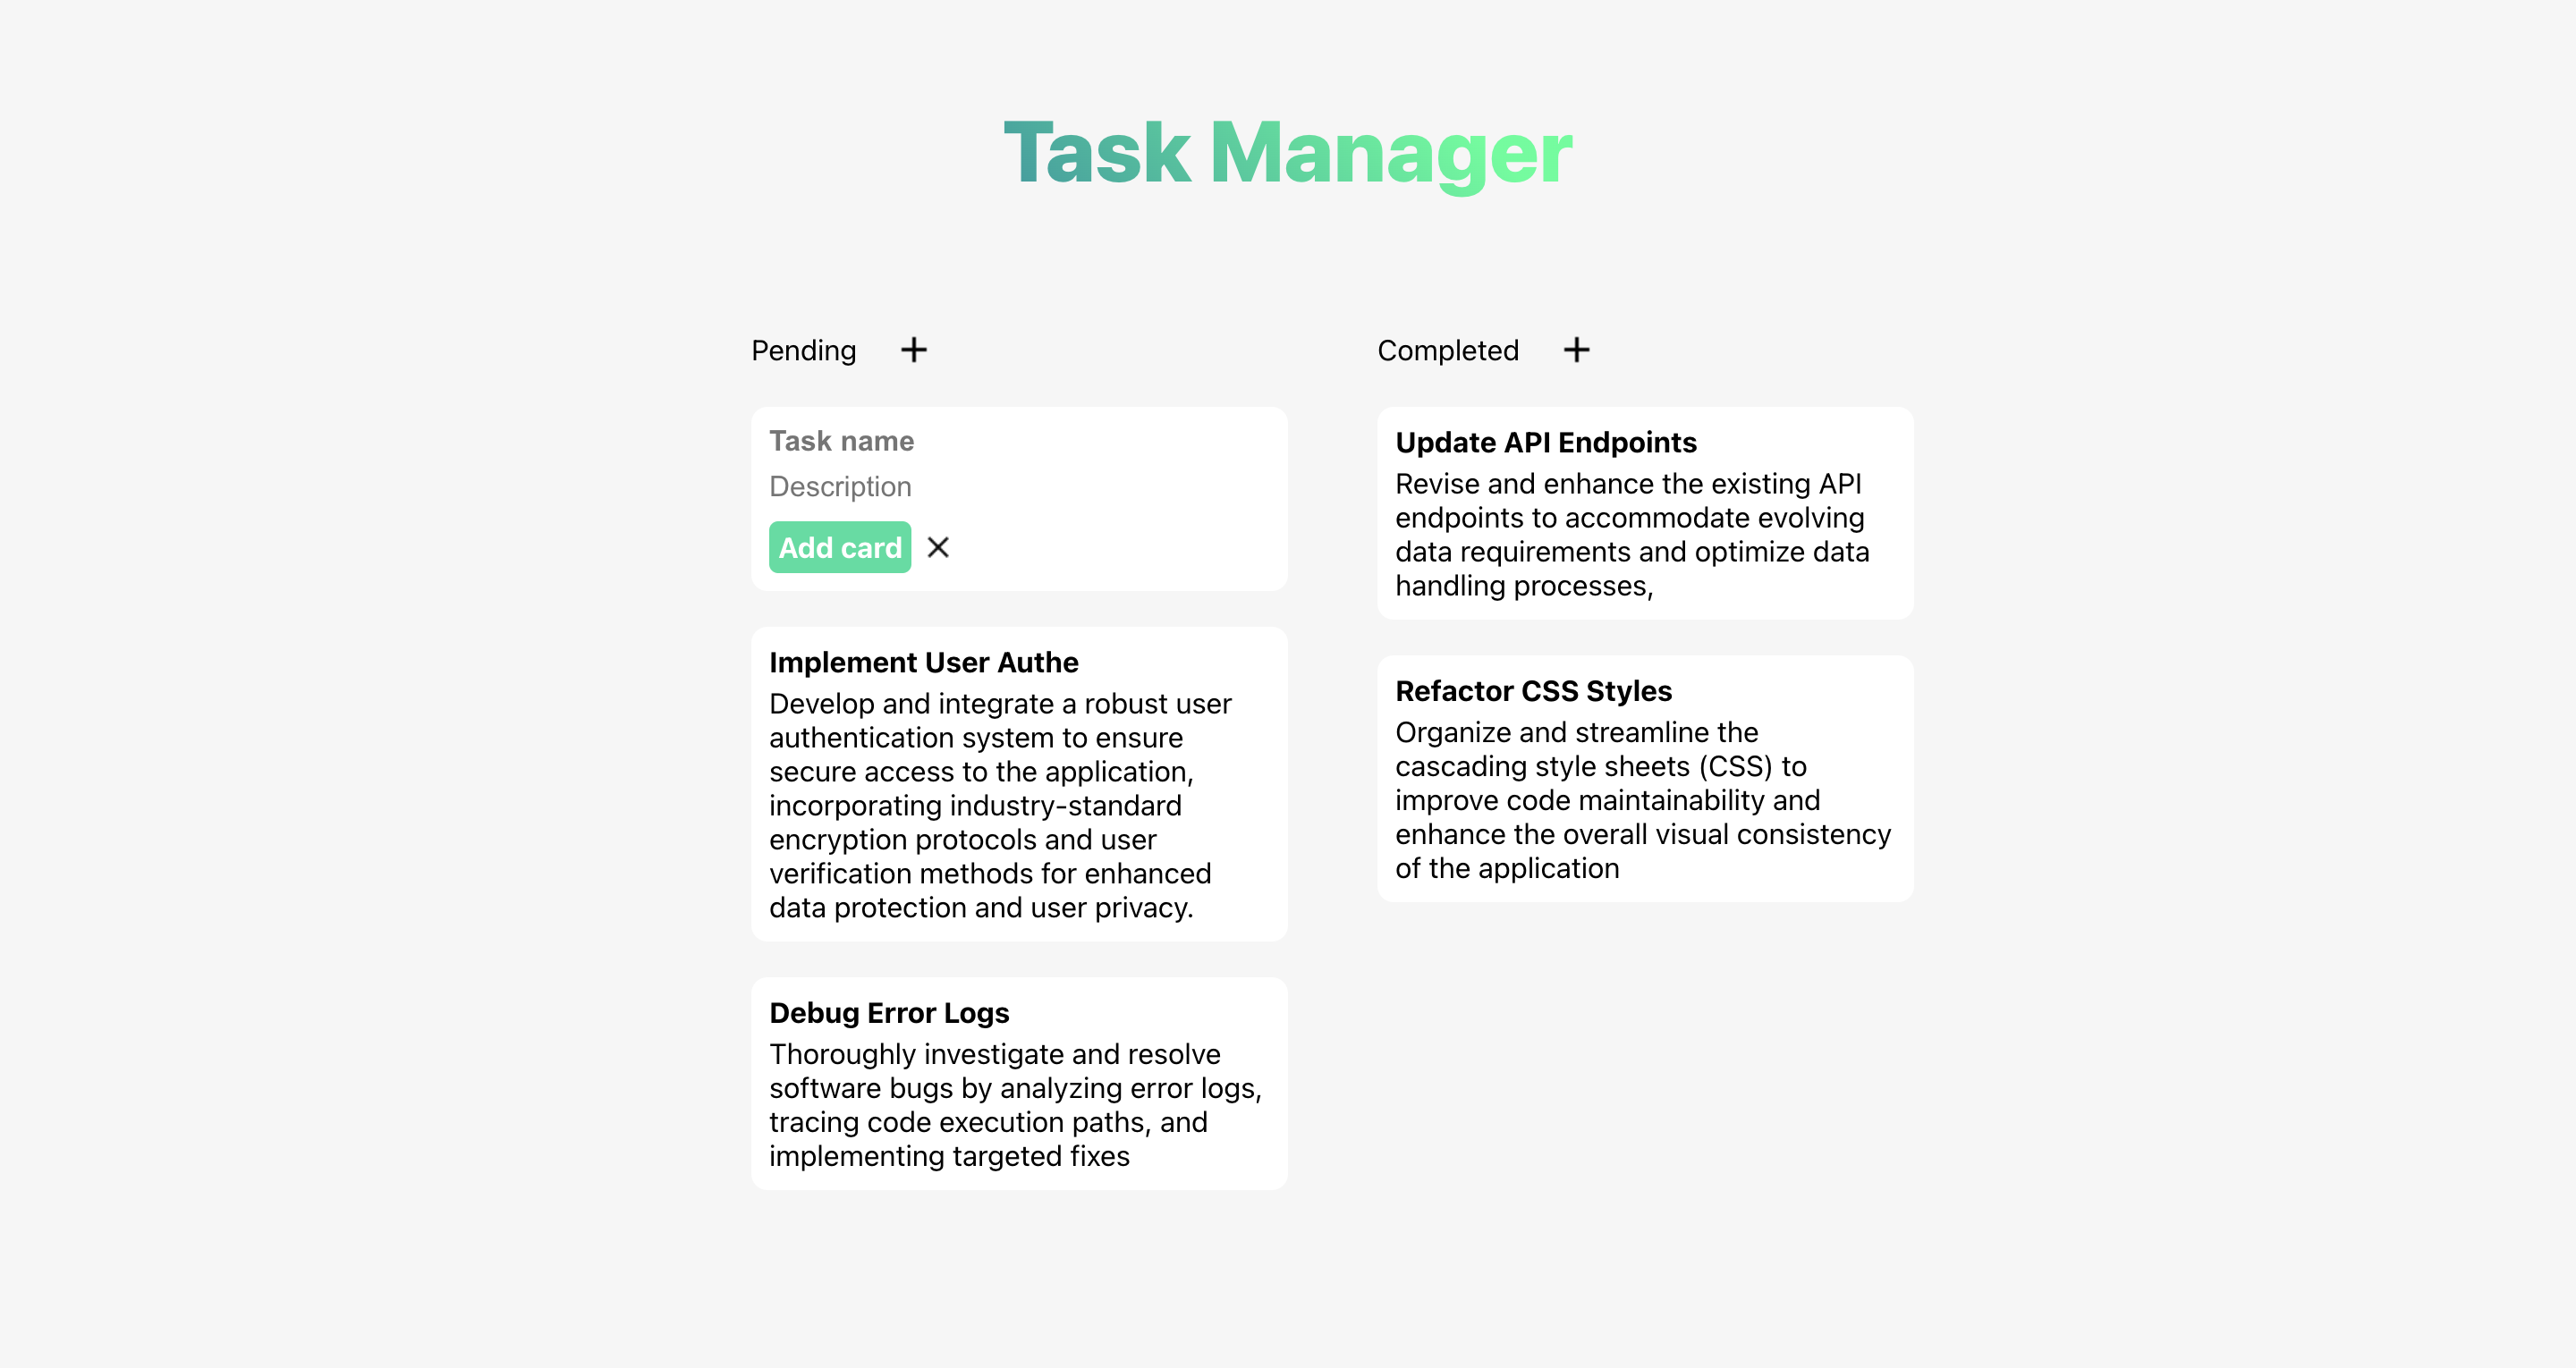 Task Manager
Pending
Task name
Description
Add card
Implement User Authe
Develop and integrate a robust user
authentication system to ensure
secure access to the application,
incorporating industry-standard
encryption protocols and user
verification methods for enhanced
data protection and user privacy.
Debug Error Logs
Thoroughly investigate and resolve
software bugs by analyzing error logs,
tracing code execution paths, and
implementing targeted fixes
Completed
Update API Endpoints
Revise and enhance the existing API
endpoints to accommodate evolving
data requirements and optimize data
handling processes,
Refactor CSS Styles
Organize and streamline the
cascading style sheets (CSS) to
improve code maintainability and
enhance the overall visual consistency
of the application